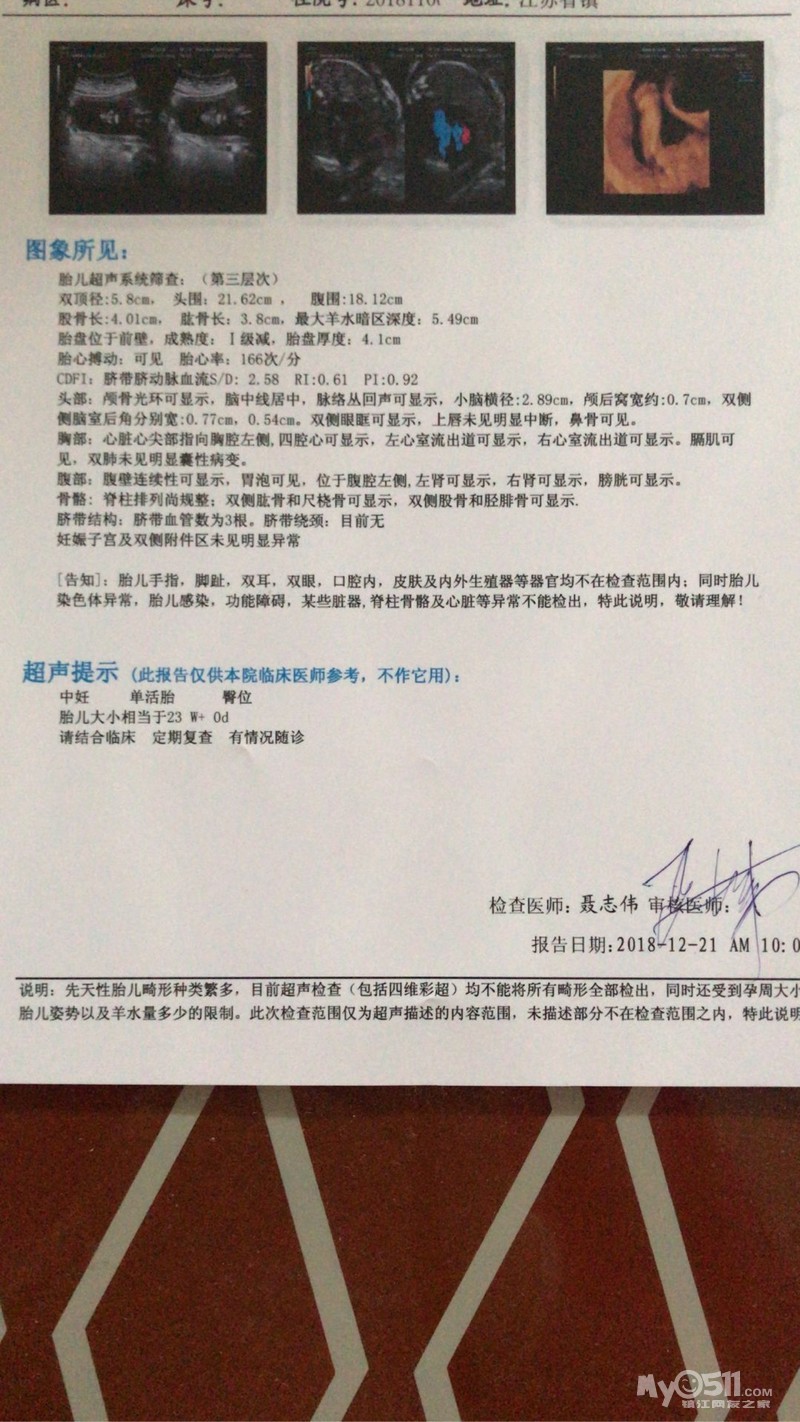 图象所见：
胎儿超声系统筛查：（第三层次）
双顶径:5.8cm， 头围：21.62cm ， 腹围:18.12cm
股骨长:4.01cm， 肱骨长：3.8cm，最大羊水暗区深度：5.49cm
胎盘位于前壁，成熟度：Ⅰ级减，胎盘厚度：4.1cm
胎心搏动：可见 胎心率：166次/分
CDFI：脐带脐动脉血流S/D: 2.58 RI:0.61 PI:0.92
头部：颅骨光环可显示，脑中线居中，脉络丛回声可显示，小脑横径:2.89cm，颅后窝宽约:0.7cm，双侧
侧脑室后角分别宽:0.77cm，0.54cm。双侧眼眶可显示，上唇未见明显中断，鼻骨可见。
胸部：心脏心尖部指向胸腔左侧,四腔心可显示，左心室流出道可显示，右心室流出道可显示。膈肌可
见，双肺未见明显囊性病变。
腹部：腹壁连续性可显示，胃泡可见，位于腹腔左侧,左肾可显示，右肾可显示，膀胱可显示。
骨骼：脊柱排列尚规整；双侧肱骨和尺桡骨可显示，双侧股骨和胫腓骨可显示.
脐带结构：脐带血管数为3根。脐带绕颈：目前无
妊娠子宫及双侧附件区未见明显异常
[告知]：胎儿手指，脚趾，双耳，双眼，口腔内，皮肤及内外生殖器等器官均不在检查范围内；同时胎儿
染色体异常，胎儿感染，功能障碍，某些脏器,脊柱骨骼及心脏等异常不能检出，特此说明，敬请理解！
超声提示（此报告仅供本院临床医师参考，不作它用）：
中妊 单活胎 臀位
胎儿大小相当于23 W+ 0d
请结合临床 定期复查 有情况随诊
检查医师：聂志伟 审核医师：
报告日期:2018-12-21 AM 10:0
说明：先天性胎儿畸形种类繁多，目前超声检查（包括四维彩超）均不能将所有畸形全部检出，同时还受到孕周大小
胎儿姿势以及羊水量多少的限制。此次检查范围仅为超声描述的内容范围，未描述部分不在检查范围之内，特此说明
My0511.COM
镇江网友之家